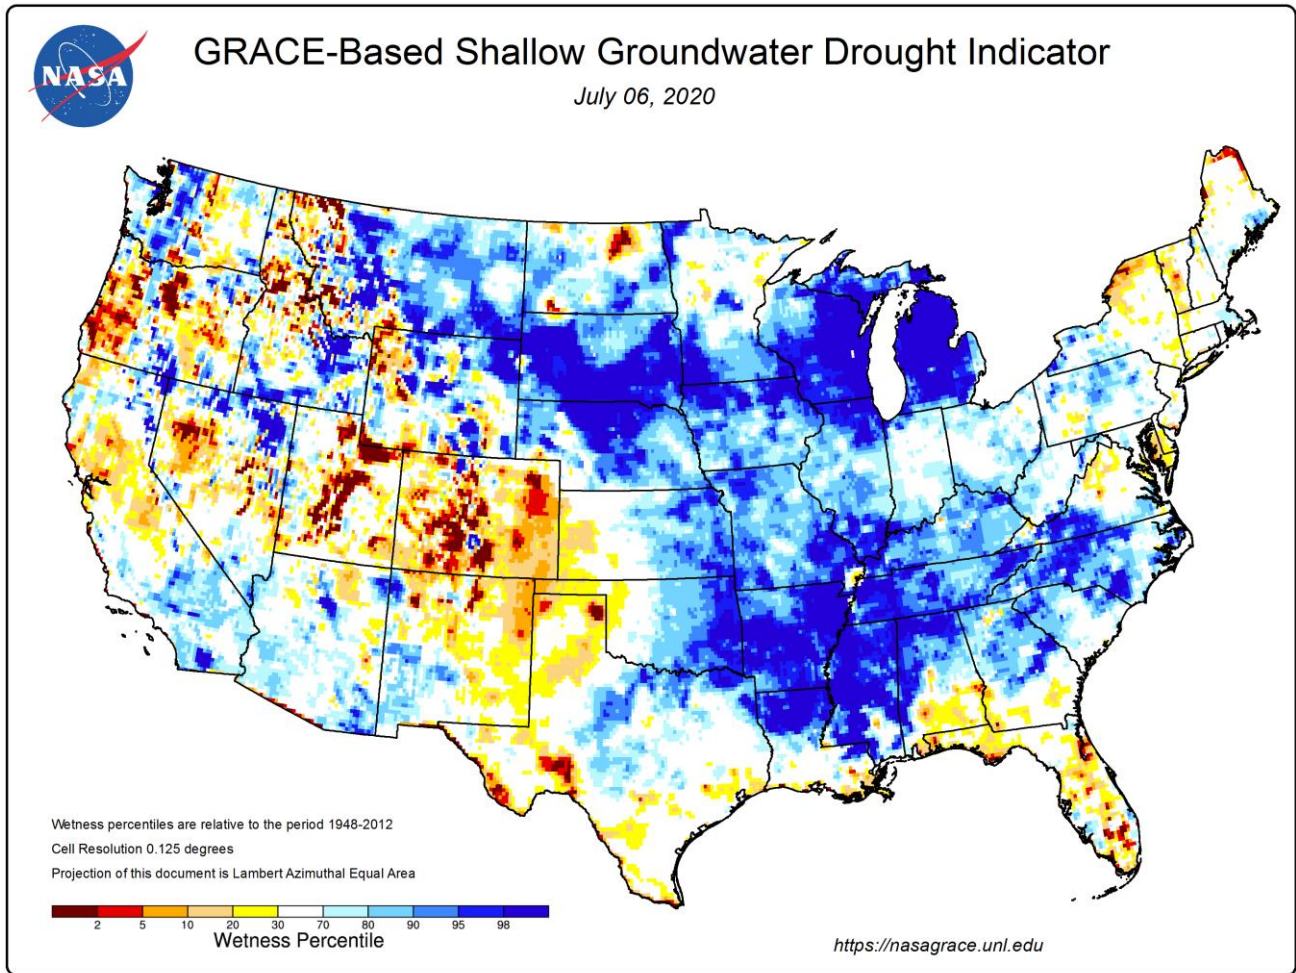 NASA
GRACE-Based Shallow Groundwater Drought Indicator
July 06, 2020
Wetness percentiles are relative to the period 1948-2012
Cell Resolution 0.125 degrees
Projection of this document is Lambert Azimuthal Equal Area
2 5 10 20 30 70 80 90 95 98
Wetness Percentile
https://nasagrace.unl.edu